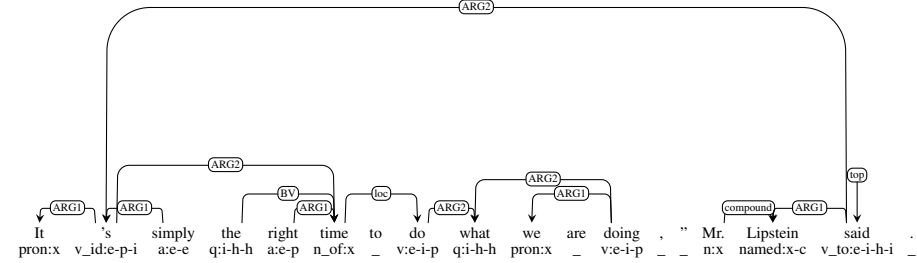 ARG2
top
ARG2
ARG2
BV
loc
ARG1
ARG1
ARG1
ARG1
ARG2
compound
ARG1
It 's simply the right time to do what we are doing , ” Mr. Lipstein said .
pron:x v_id:e-p-i a:e-e q:i-h-h a:e-p n_of:x _ v:e-i-p q:i-h-h pron:x _ v:e-i-p _ _ n:x named:x-c v_to:e-i-h-i _